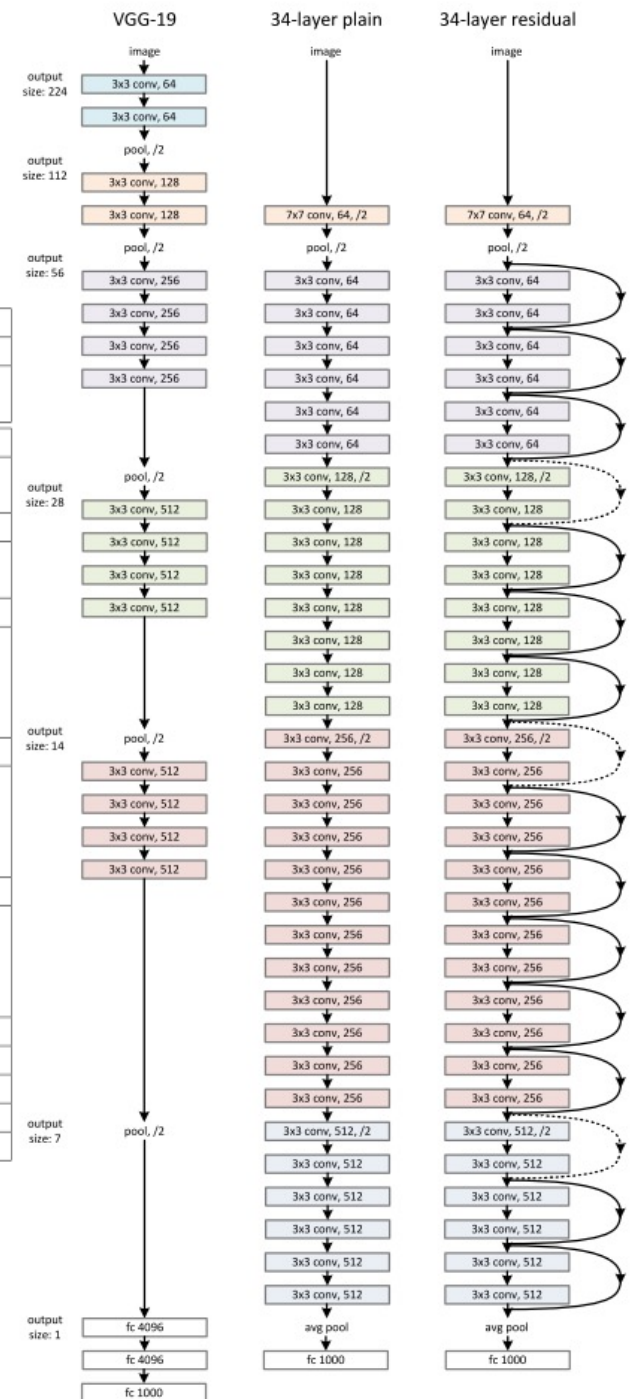 VGG-19
image
output
size: 224
3x3 conv, 64
3x3 conv, 64
pool, /2
output
size: 112
3x3 conv, 128
3x3 conv, 128
pool, /2
output
size: 56
3x3 conv, 256
3x3 conv, 256
3x3 conv, 256
3x3 conv, 256
pool, /2
output
size: 28
3x3 conv, 512
3x3 conv, 512
3x3 conv, 512
3x3 conv, 512
pool, /2
output
size: 14
3x3 conv, 512
3x3 conv, 512
3x3 conv, 512
3x3 conv, 512
output
size: 7
pool, /2
output
size: 1
fc 4096
fc 4096
fc 1000
34-layer plain
image
7x7 conv, 64, /2
pool, /2
3x3 conv, 64
3x3 conv, 64
3x3 conv, 64
3x3 conv, 64
3x3 conv, 64
3x3 conv, 64
3x3 conv, 128, /2
3x3 conv, 128
3x3 conv, 128
3x3 conv, 128
3x3 conv, 128
3x3 conv, 128
3x3 conv, 128
3x3 conv, 128
3x3 conv, 256, /2
3x3 conv, 256
3x3 conv, 256
3x3 conv, 256
3x3 conv, 256
3x3 conv, 256
3x3 conv, 256
3x3 conv, 256
3x3 conv, 256
3x3 conv, 256
3x3 conv, 256
3x3 conv, 256
3x3 conv, 512, /2
3x3 conv, 512
3x3 conv, 512
3x3 conv, 512
3x3 conv, 512
3x3 conv, 512
avg pool
fc 1000
34-layer residual
image
7x7 conv, 64, /2
pool, /2
3x3 conv, 64
3x3 conv, 64
3x3 conv, 64
3x3 conv, 64
3x3 conv, 64
3x3 conv, 64
3x3 conv, 128, /2
3x3 conv, 128
3x3 conv, 128
3x3 conv, 128
3x3 conv, 128
3x3 conv, 128
3x3 conv, 128
3x3 conv, 128
3x3 conv, 256, /2
3x3 conv, 256
3x3 conv, 256
3x3 conv, 256
3x3 conv, 256
3x3 conv, 256
3x3 conv, 256
3x3 conv, 256
3x3 conv, 256
3x3 conv, 256
3x3 conv, 256
3x3 conv, 256
3x3 conv, 512, /2
3x3 conv, 512
3x3 conv, 512
3x3 conv, 512
3x3 conv, 512
3x3 conv, 512
avg pool
fc 1000